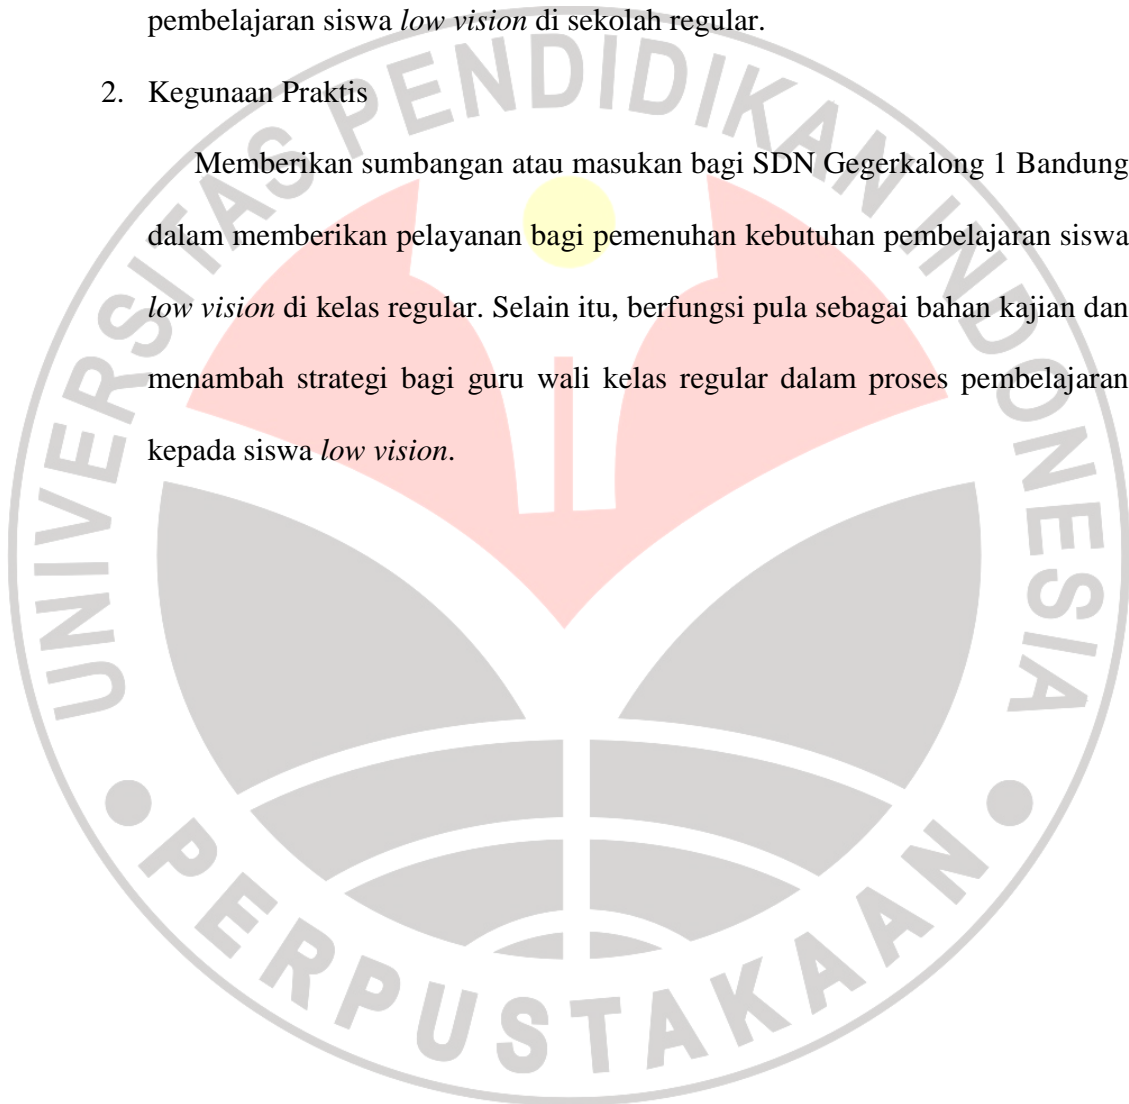 pembelajaran siswa low vision di sekolah regular.
2. Kegunaan Praktis
Memberikan sumbangan atau masukan bagi SDN Gegerkalong 1 Bandung
dalam memberikan pelayanan bagi pemenuhan kebutuhan pembelajaran siswa
low vision di kelas regular. Selain itu, berfungsi pula sebagai bahan kajian dan
menambah strategi bagi guru wali kelas regular dalam proses pembelajaran
kepada siswa low vision.
UNIVERSITAS PENDIDIKAN INDONESIA
PERPUSTAKAAN